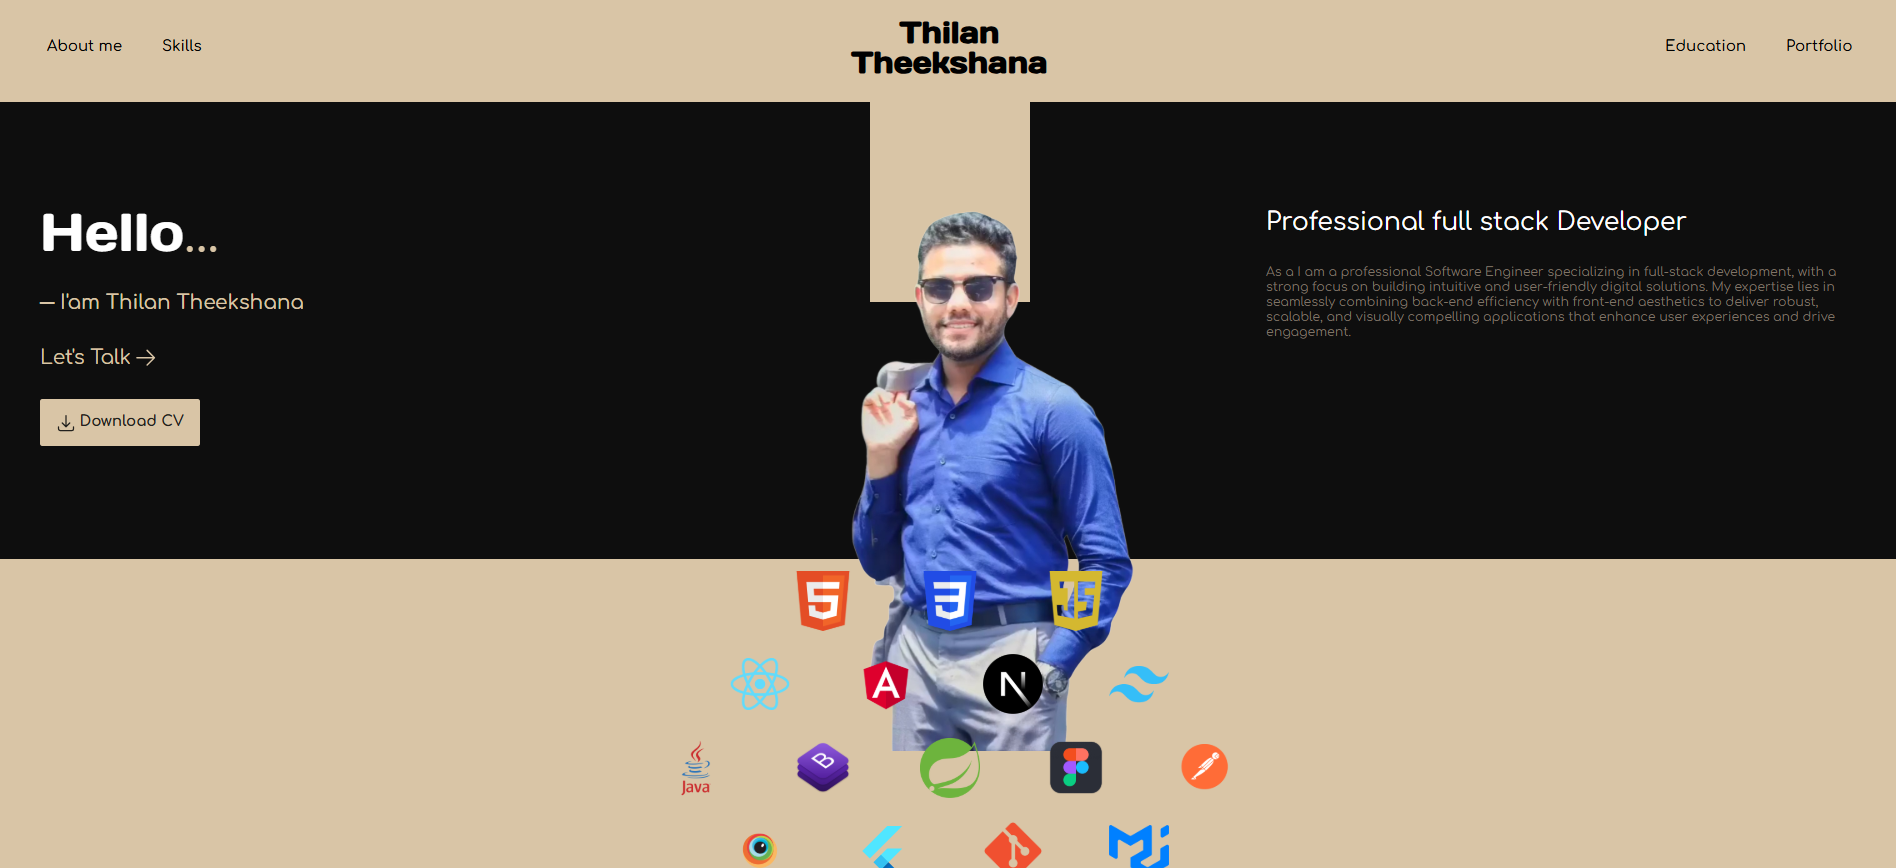 About me
Skills
Thilan
Theekshana
Education
Portfolio
Hello...
— I'am Thilan Theekshana
Let's Talk →
Download CV
Professional full stack Developer
As a I am a professional Software Engineer specializing in full-stack development, with a
strong focus on building intuitive and user-friendly digital solutions. My expertise lies in
seamlessly combining back-end efficiency with front-end aesthetics to deliver robust,
scalable, and visually compelling applications that enhance user experiences and drive
engagement.
5
3
JS
A
N
Java
B